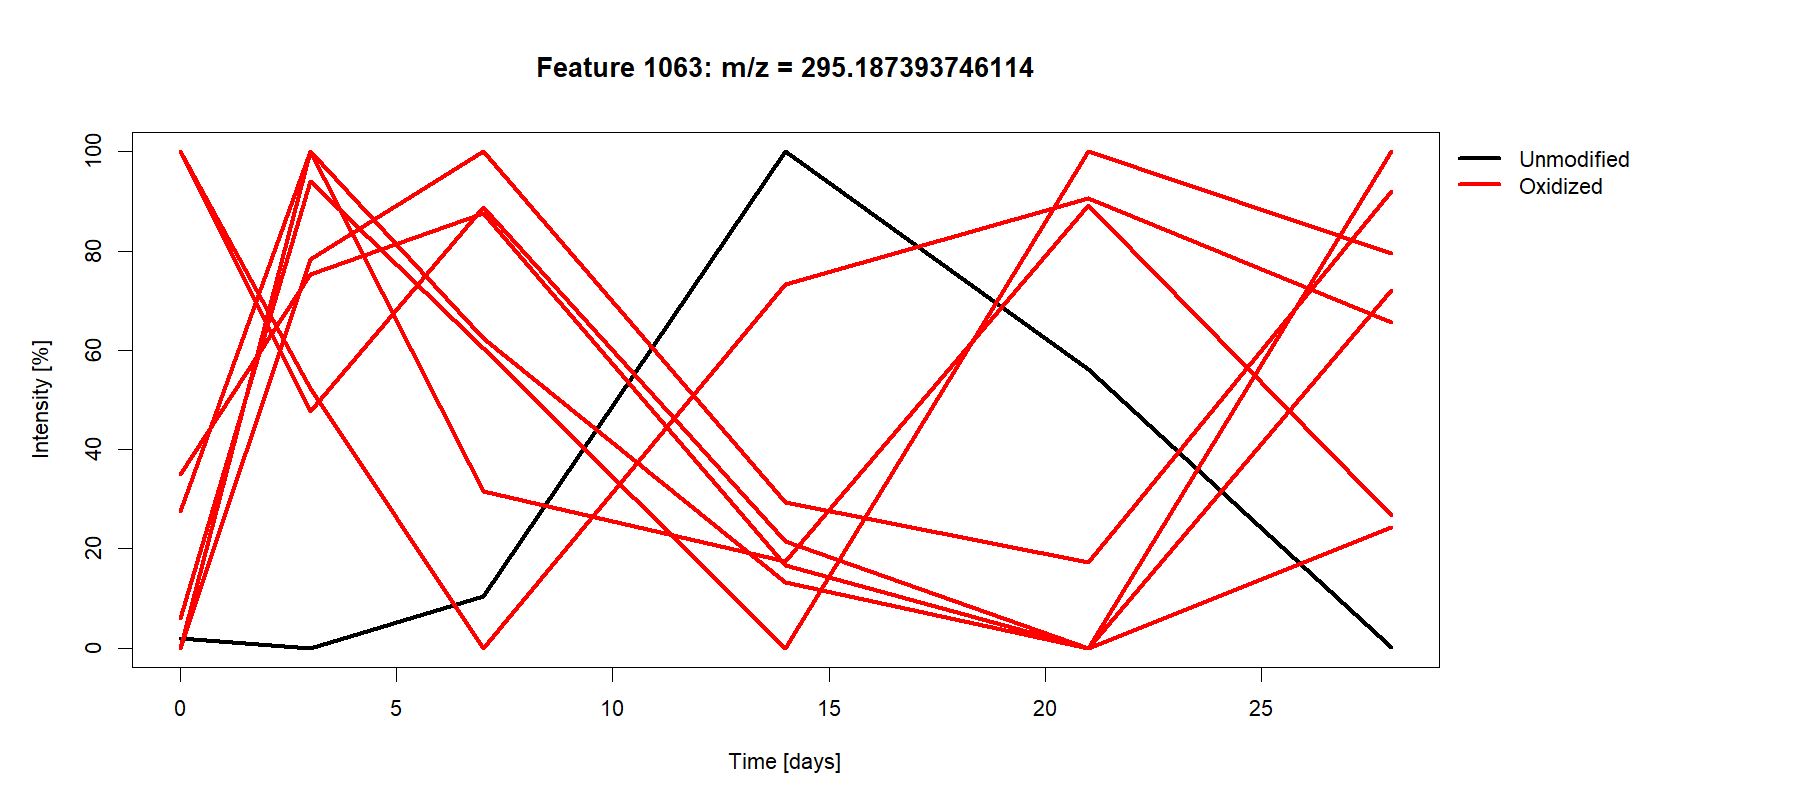 Feature 1063: m/z = 295.187393746114
Unmodified
Oxidized
Intensity [%]
100
80
60
40
20
0
0 5 10 15 20 25
Time [days]